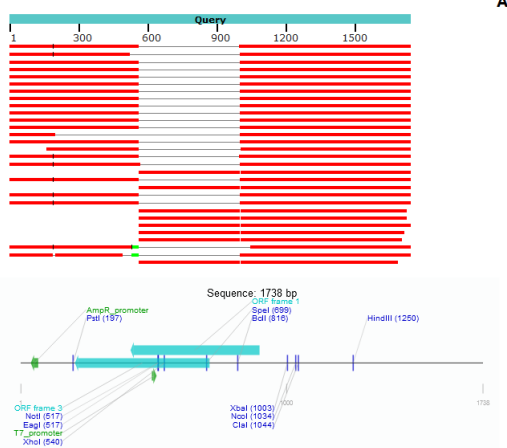 A
Query
1 300 600 900 1200 1500
Sequence: 1738 bp
ORF frame 1
AmpR_promoter SpeI (699)
PstI (197) BclI (816) HindIII (1250)
1 1000 1738
ORF frame 3 XbaI (1003)
NotI (517) NcoI (1034)
EagI (517) ClaI (1044)
T7_promoter
XhoI (540)